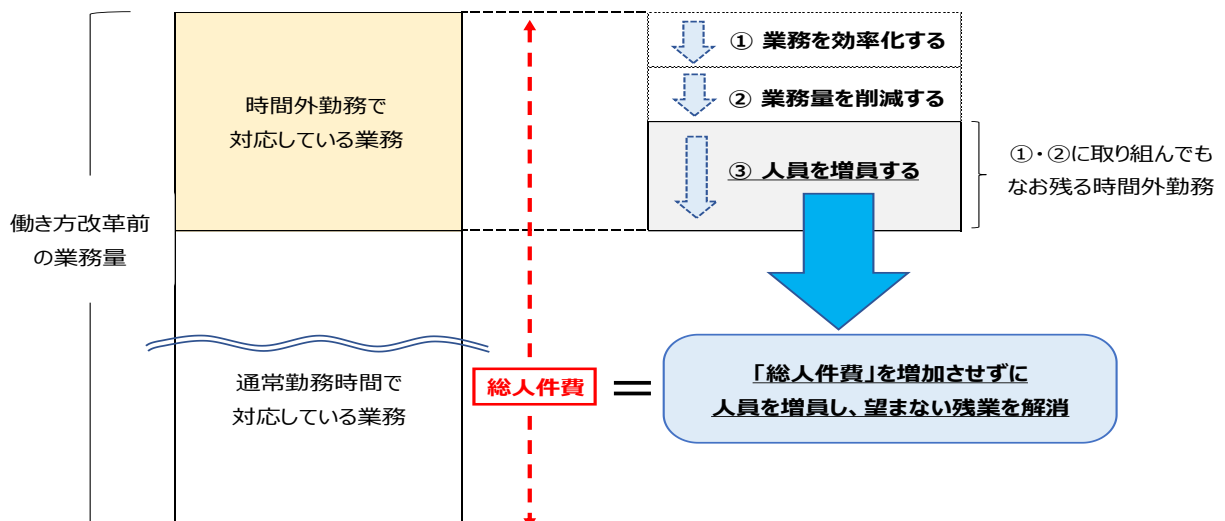 働き方改革前
の業務量
時間外勤務で
対応している業務
通常勤務時間で
対応している業務
総人件費
① 業務を効率化する
② 業務量を削減する
③ 人員を増員する
①・②に取り組んでも
なお残る時間外勤務
=
「総人件費」を増加させずに
人員を増員し、望まない残業を解消